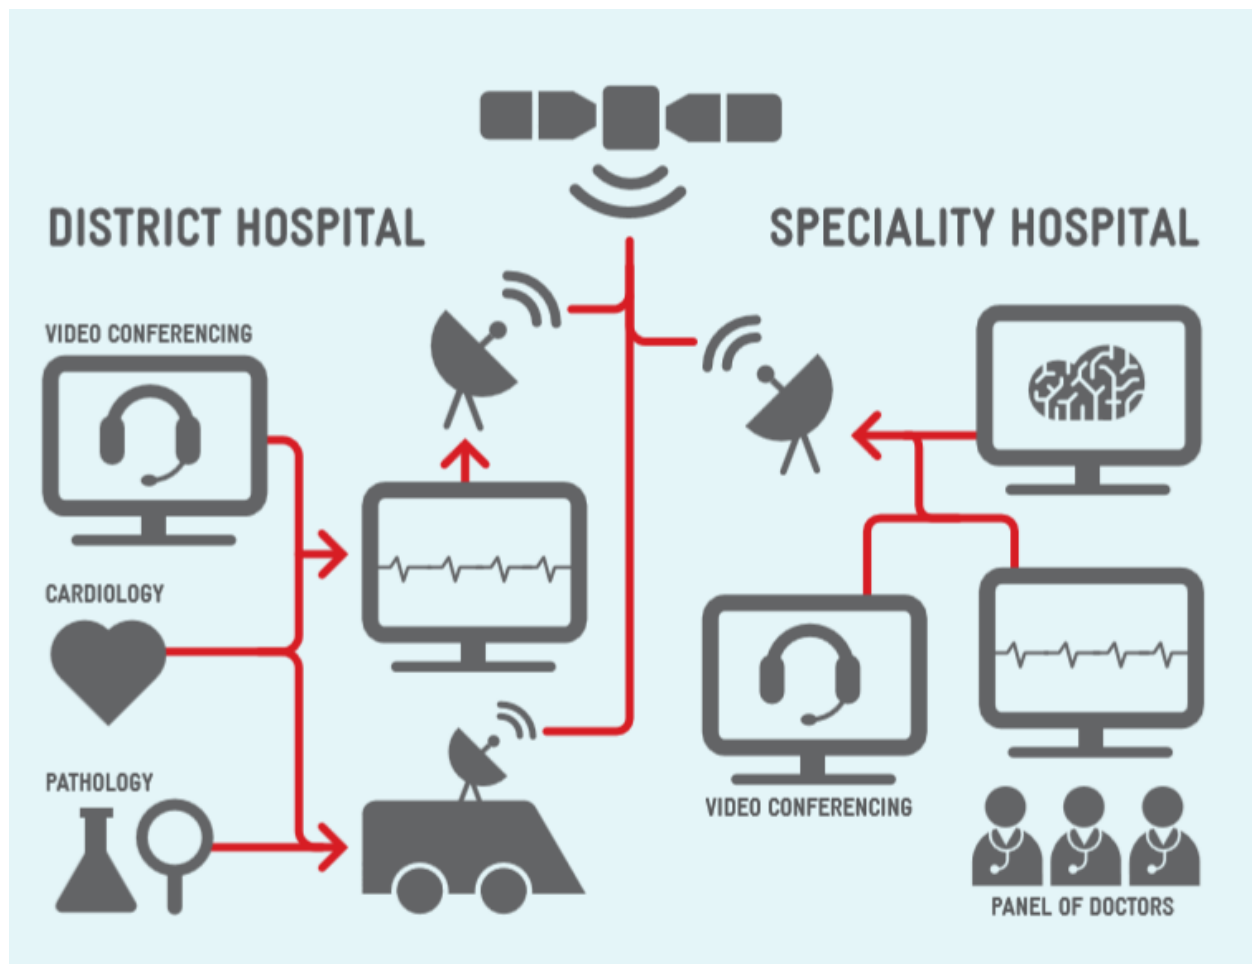 DISTRICT HOSPITAL
SPECIALITY HOSPITAL
VIDEO CONFERENCING
CARDIOLOGY
PATHOLOGY
VIDEO CONFERENCING
PANEL OF DOCTORS